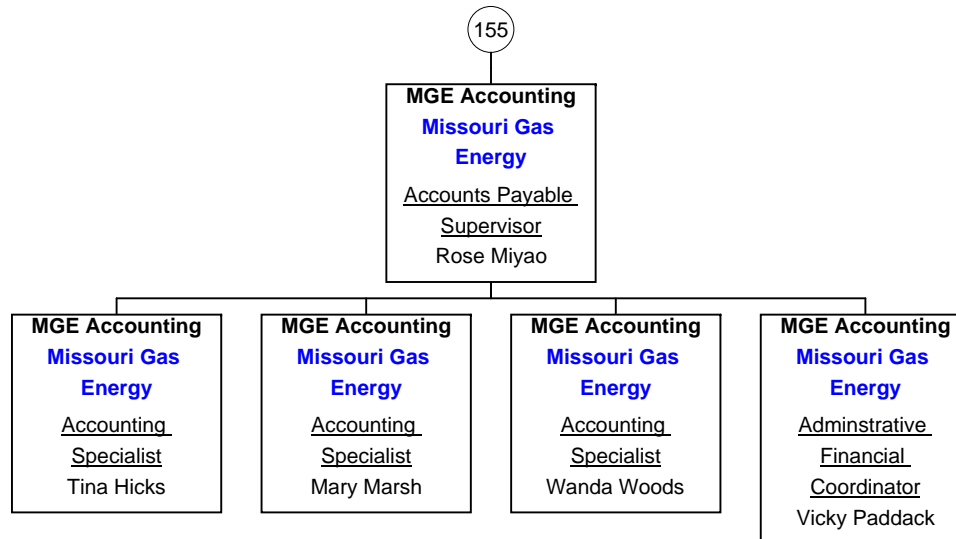 155
MGE Accounting
Missouri Gas
Energy
Accounts Payable
Supervisor
Rose Miyao
MGE Accounting
Missouri Gas
Energy
Accounting
Specialist
Tina Hicks
MGE Accounting
Missouri Gas
Energy
Accounting
Specialist
Mary Marsh
MGE Accounting
Missouri Gas
Energy
Accounting
Specialist
Wanda Woods
MGE Accounting
Missouri Gas
Energy
Adminstrative
Financial
Coordinator
Vicky Paddack